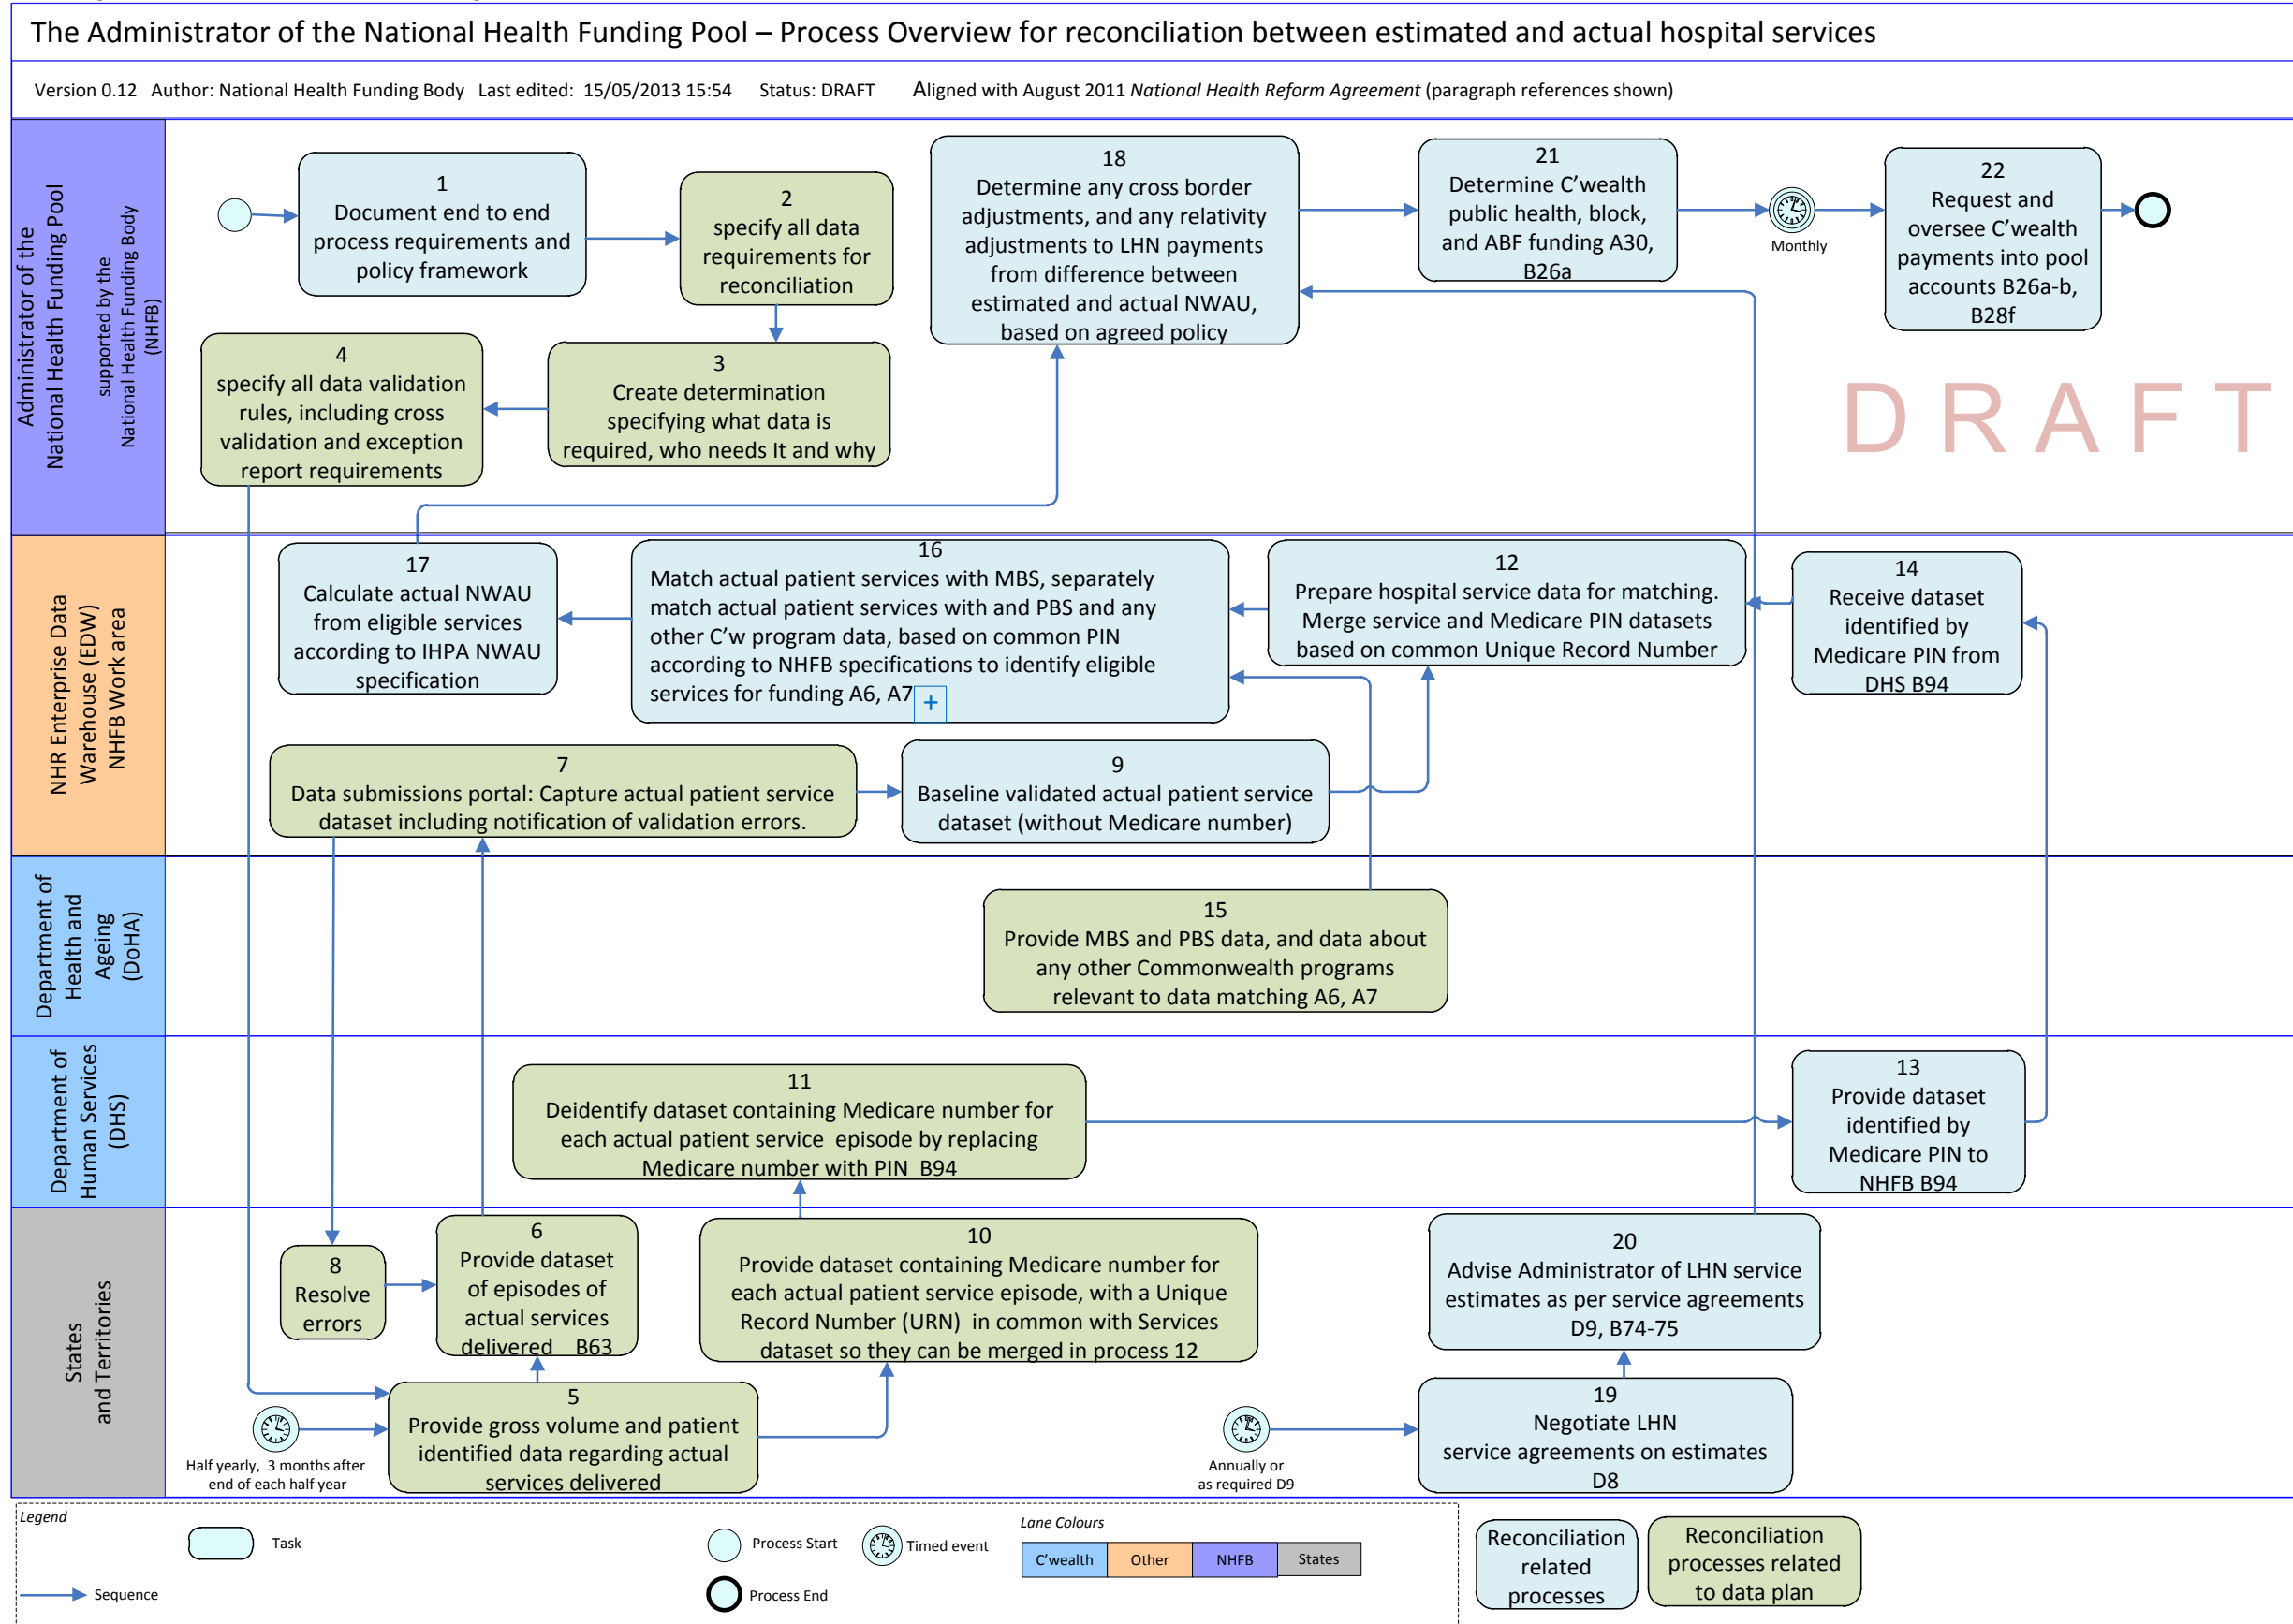 The Administrator of the National Health Funding Pool – Process Overview for reconciliation between estimated and actual hospital services
Version 0.12 Author: National Health Funding Body Last edited: 15/05/2013 15:54 Status: DRAFT Aligned with August 2011 National Health Reform Agreement (paragraph references shown)
Administrator of the
National Health Funding Pool
supported by the
National Health Funding Body
(NHFB)
1
Document end to end
process requirements and
policy framework
2
specify all data
requirements for
reconciliation
3
Create determination
specifying what data is
required, who needs It and why
4
specify all data validation
rules, including cross
validation and exception
report requirements
18
Determine any cross border
adjustments, and any relativity
adjustments to LHN payments
from difference between
estimated and actual NWAU,
based on agreed policy
21
Determine C'wealth
public health, block,
and ABF funding A30,
B26a
Monthly
22
Request and
oversee C'wealth
payments into pool
accounts B26a-b,
B28f
DRAFT
NHR Enterprise Data
Warehouse (EDW)
NHFB Work area
17
Calculate actual NWAU
from eligible services
according to IHPA NWAU
specification
16
Match actual patient services with MBS, separately
match actual patient services with and PBS and any
other C'w program data, based on common PIN
according to NHFB specifications to identify eligible
services for funding A6, A7
+
12
Prepare hospital service data for matching.
Merge service and Medicare PIN datasets
based on common Unique Record Number
14
Receive dataset
identified by
Medicare PIN from
DHS B94
7
Data submissions portal: Capture actual patient service
dataset including notification of validation errors.
9
Baseline validated actual patient service
dataset (without Medicare number)
Department of
Health and
Ageing
(DoHA)
15
Provide MBS and PBS data, and data about
any other Commonwealth programs
relevant to data matching A6, A7
Department of
Human Services
(DHS)
11
Deidentify dataset containing Medicare number for
each actual patient service episode by replacing
Medicare number with PIN B94
13
Provide dataset
identified by
Medicare PIN to
NHFB B94
States
and Territories
8
Resolve
errors
6
Provide dataset
of episodes of
actual services
delivered B63
10
Provide dataset containing Medicare number for
each actual patient service episode, with a Unique
Record Number (URN) in common with Services
dataset so they can be merged in process 12
20
Advise Administrator of LHN service
estimates as per service agreements
D9, B74-75
Half yearly, 3 months after
end of each half year
5
Provide gross volume and patient
identified data regarding actual
services delivered
Annually or
as required D9
19
Negotiate LHN
service agreements on estimates
D8
Legend
Task
Sequence
Process Start
Process End
Timed event
Lane Colours
C'wealth Other NHFB States
Reconciliation
related
processes
Reconciliation
processes related
to data plan